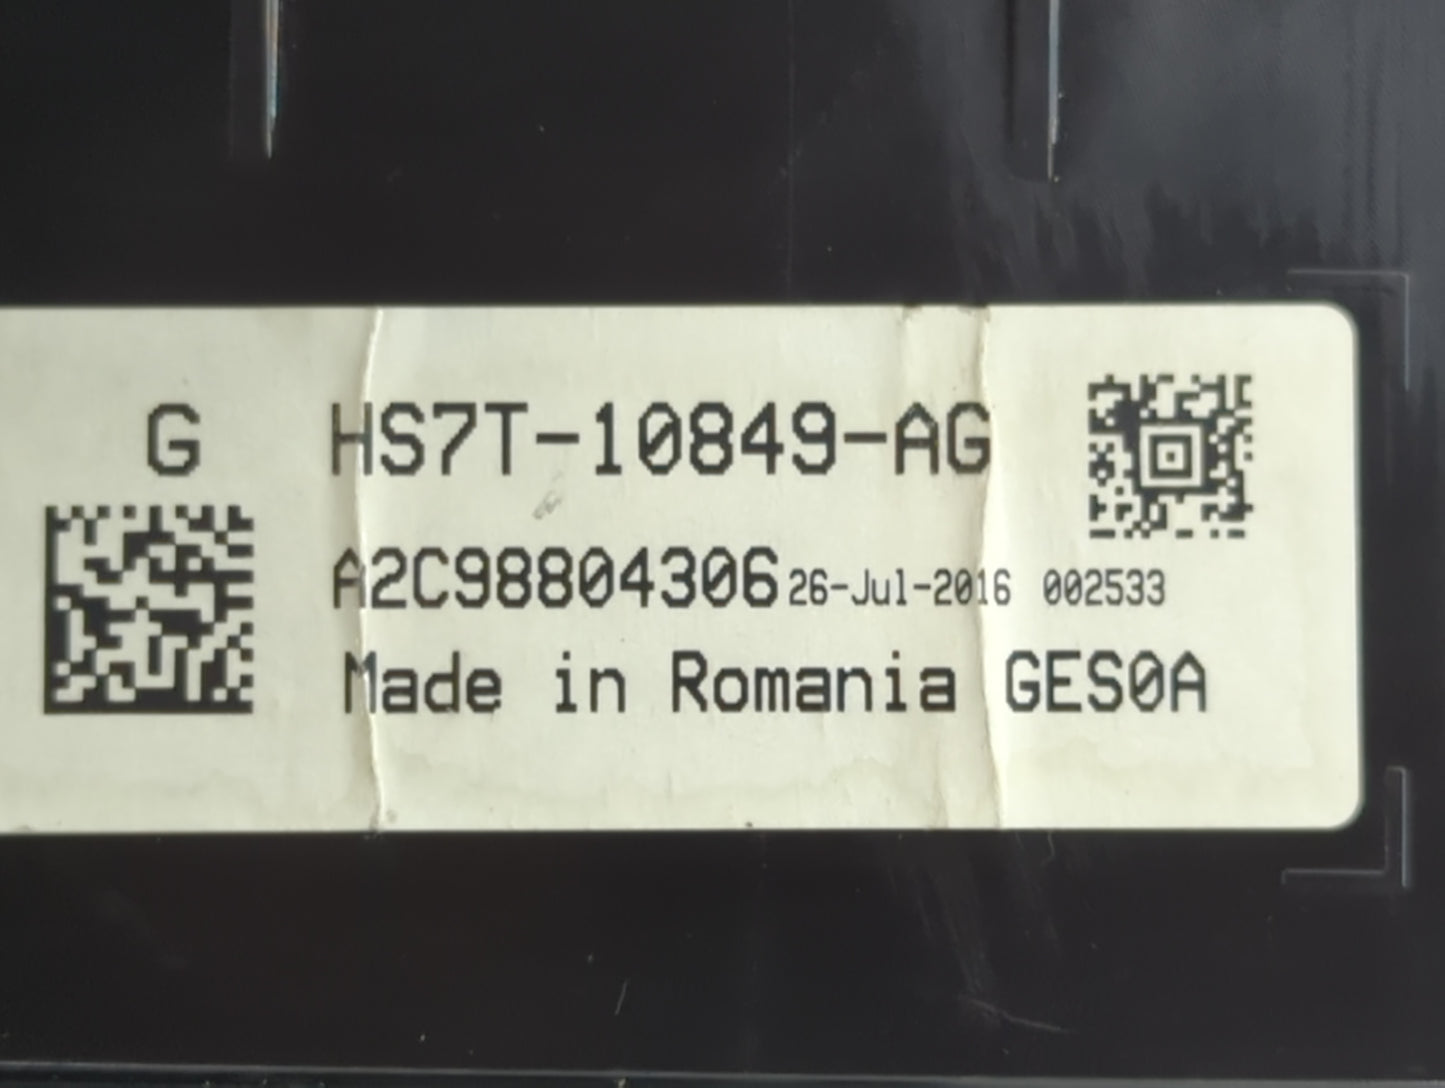 G HS7T-10849-AG
A2C98804306 26-Jul-2016 002533
Made in Romania GES0A